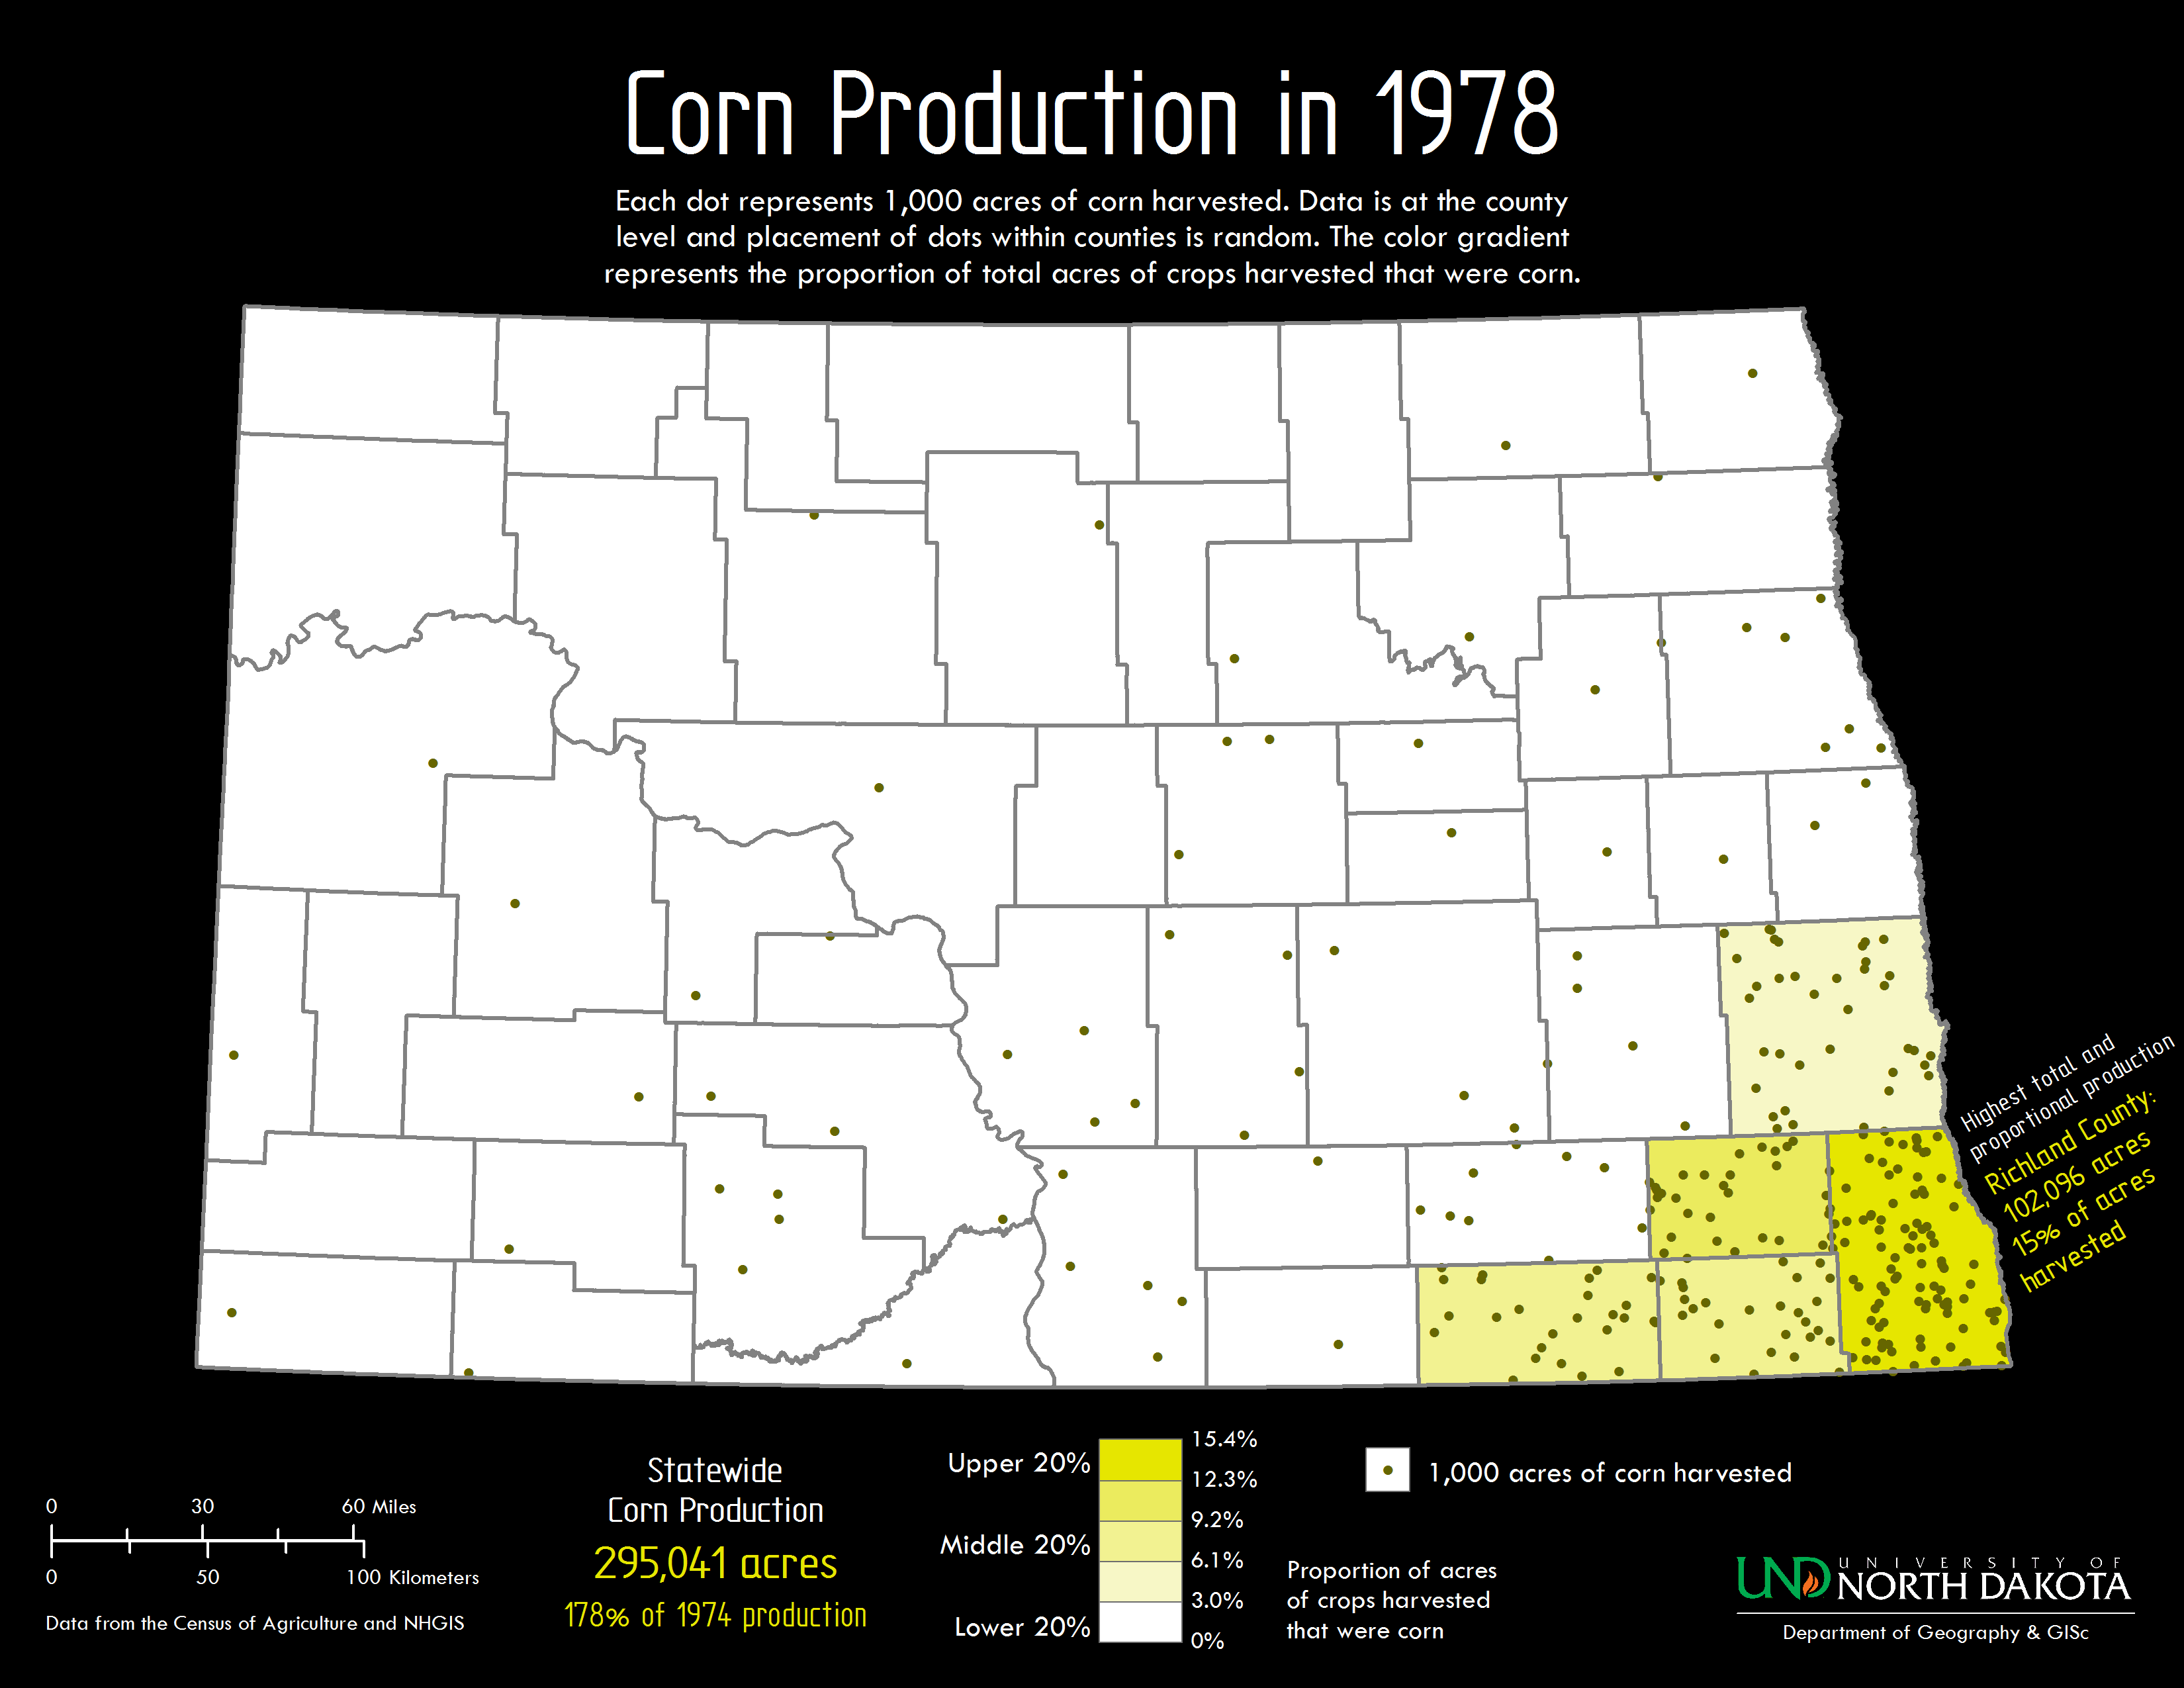 Corn Production in 1978
Each dot represents 1,000 acres of corn harvested. Data is at the county
level and placement of dots within counties is random. The color gradient
represents the proportion of total acres of crops harvested that were corn.
Highest total and
proportional production
Richland County:
102,096 acres
15% of acres
harvested
Statewide
Corn Production
295,041 acres
178% of 1974 production
0 30 60 Miles
0 50 100 Kilometers
Data from the Census of Agriculture and NHGIS
Upper 20%
Middle 20%
Lower 20%
15.4%
12.3%
9.2%
6.1%
3.0%
0%
1,000 acres of corn harvested
Proportion of acres
of crops harvested
that were corn
UND
UNIVERSITY OF
NORTH DAKOTA
Department of Geography & GISc